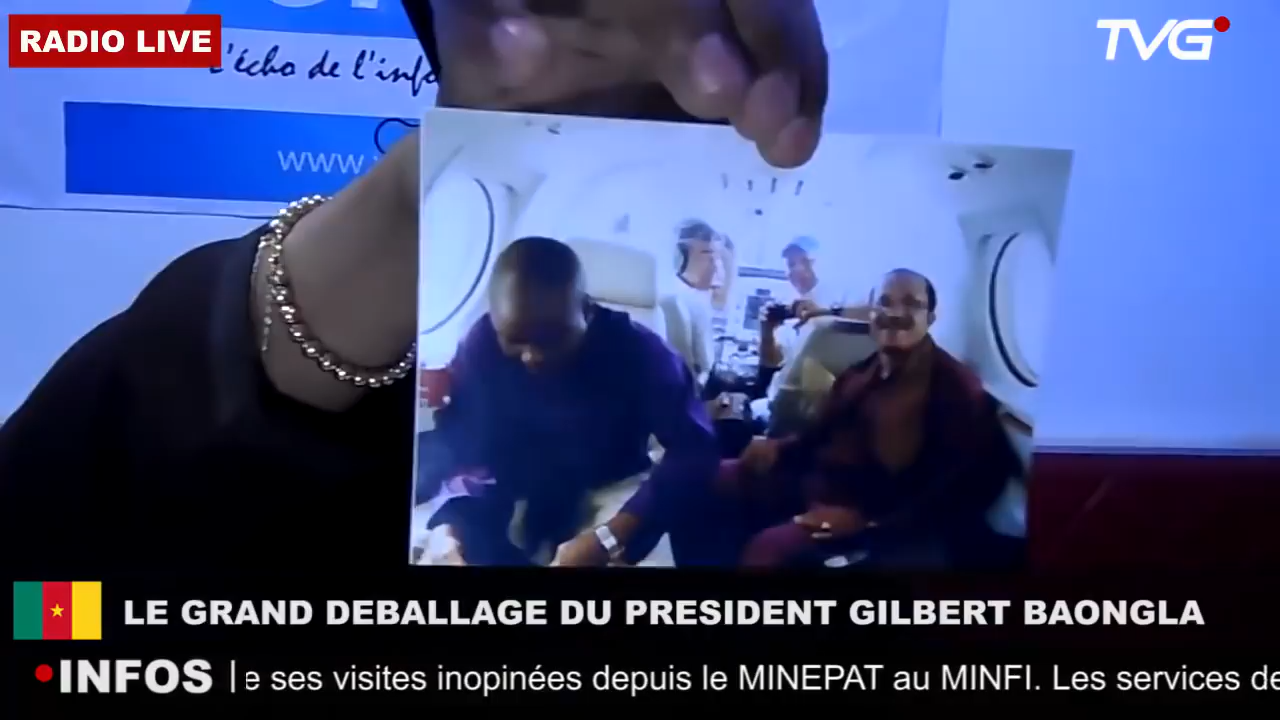 RADIO LIVE
TVG
l'écho de l'info
www.
LE GRAND DEBALLAGE DU PRESIDENT GILBERT BAONGLA
INFOS
e ses visites inopinées depuis le MINEPAT au MINFI. Les services de